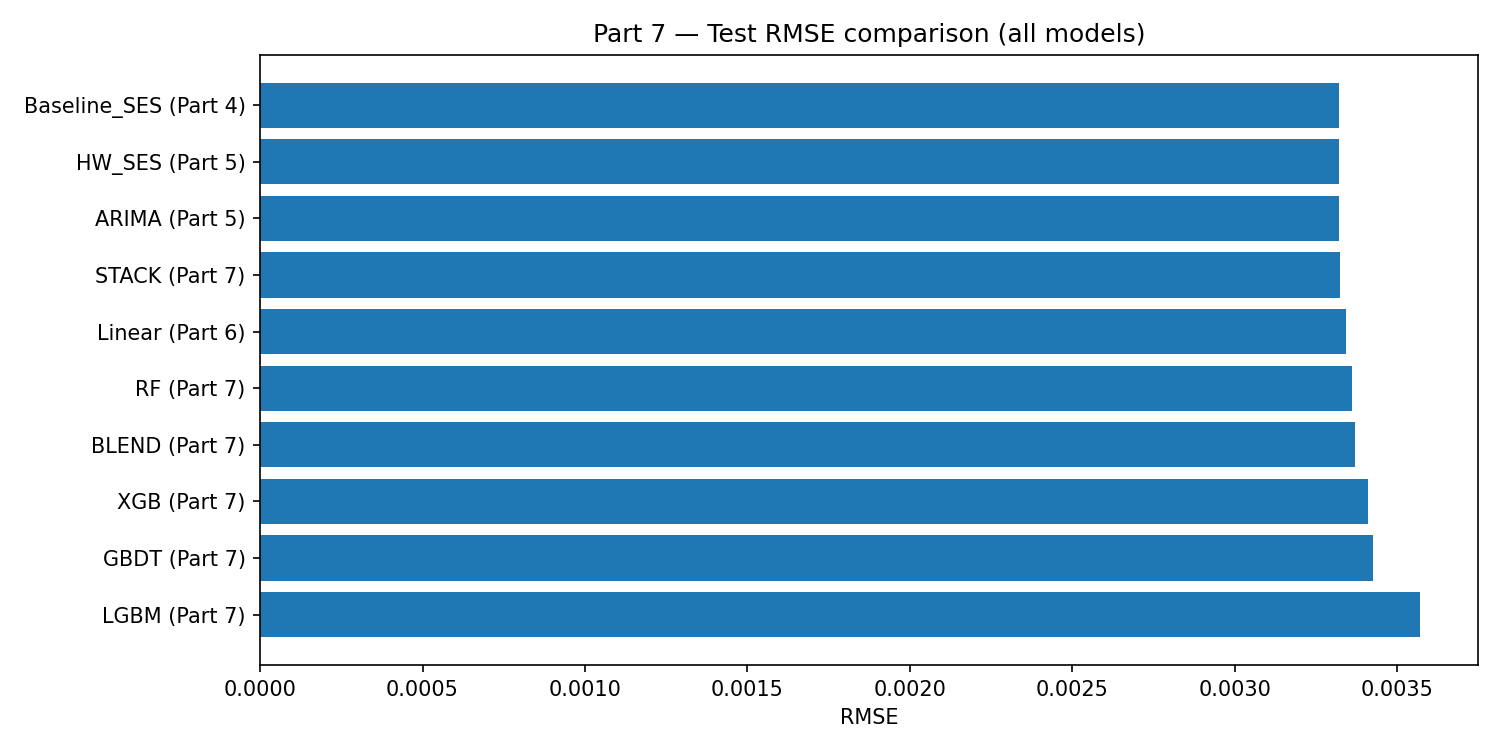 Part 7 — Test RMSE comparison (all models)
Baseline_SES (Part 4)
HW_SES (Part 5)
ARIMA (Part 5)
STACK (Part 7)
Linear (Part 6)
RF (Part 7)
BLEND (Part 7)
XGB (Part 7)
GBDT (Part 7)
LGBM (Part 7)
0.0000 0.0005 0.0010 0.0015 0.0020 0.0025 0.0030 0.0035
RMSE